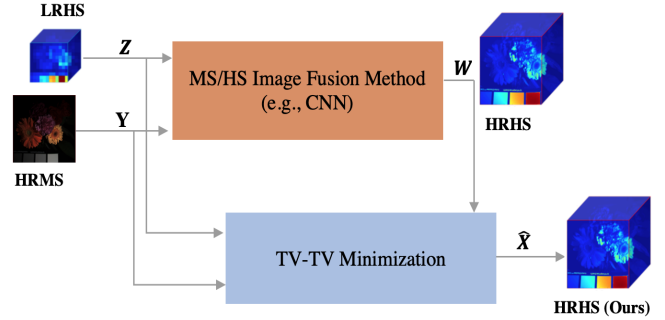 LRHS
Z
MS/HS Image Fusion Method
(e.g., CNN)
W
HRHS
Y
HRMS
TV-TV Minimization
X̂
HRHS (Ours)